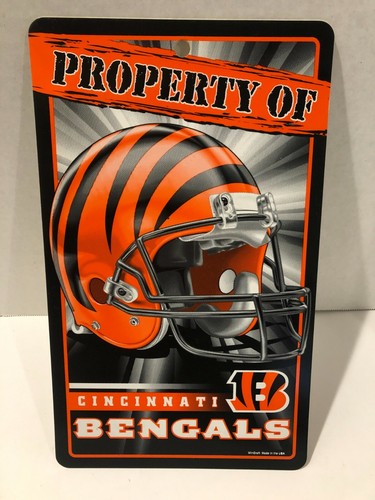 PROPERTY OF
CINCINNATI B
BENGALS